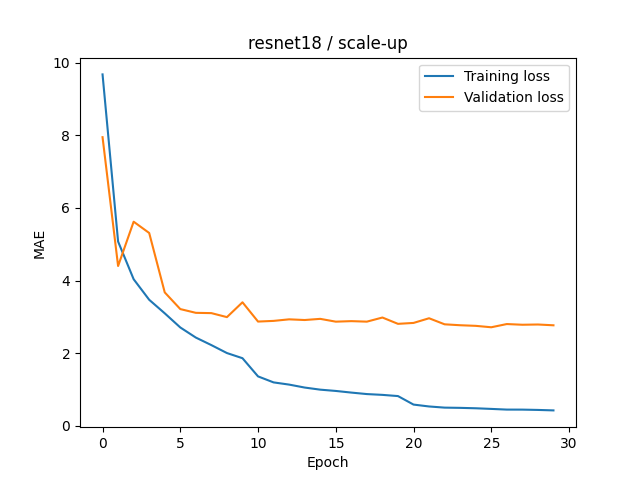 resnet18 / scale-up
Training loss
Validation loss
MAE
10
8
6
4
2
0
0 5 10 15 20 25 30
Epoch